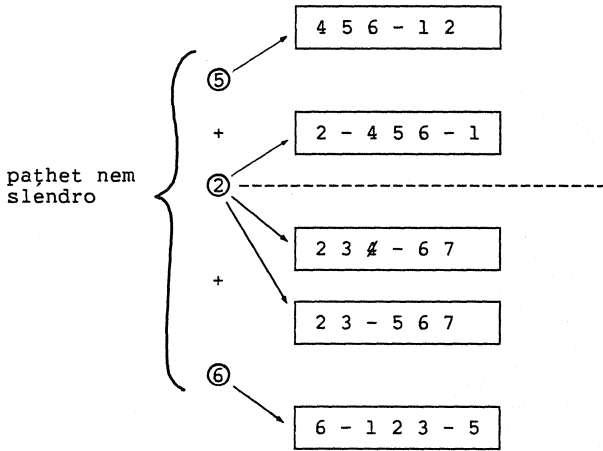 4 5 6 - 1 2
⑤
+
2 - 4 5 6 - 1
paṭhet nem
slendro
②
2 3 4̸ - 6 7
+
2 3 - 5 6 7
⑥
6 - 1 2 3 - 5